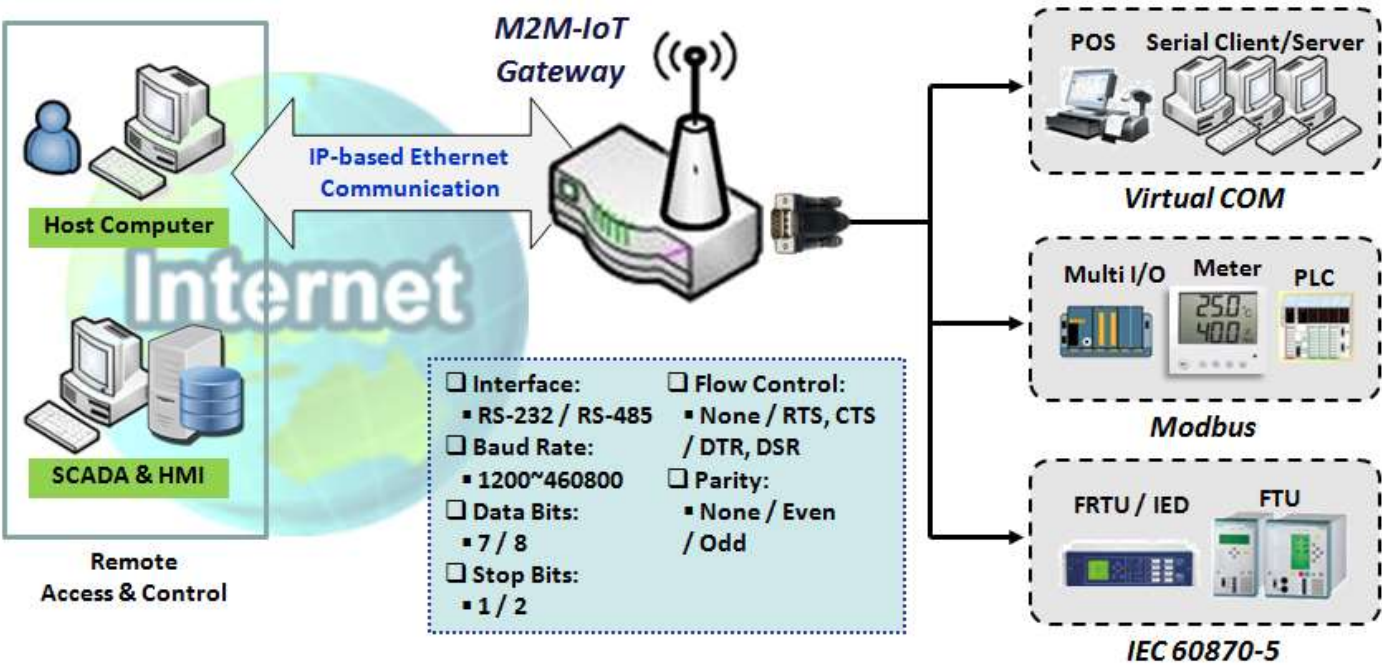 M2M-IoT
Gateway
IP-based Ethernet
Communication
Internet
Host Computer
SCADA & HMI
Remote
Access & Control
❑ Interface:
▪ RS-232 / RS-485
❑ Baud Rate:
▪ 1200~460800
❑ Data Bits:
▪ 7 / 8
❑ Stop Bits:
▪ 1 / 2
❑ Flow Control:
▪ None / RTS, CTS
/ DTR, DSR
❑ Parity:
▪ None / Even
/ Odd
POS Serial Client/Server
Virtual COM
Multi I/O Meter PLC
25.0
40.0
Modbus
FRTU / IED FTU
IEC 60870-5